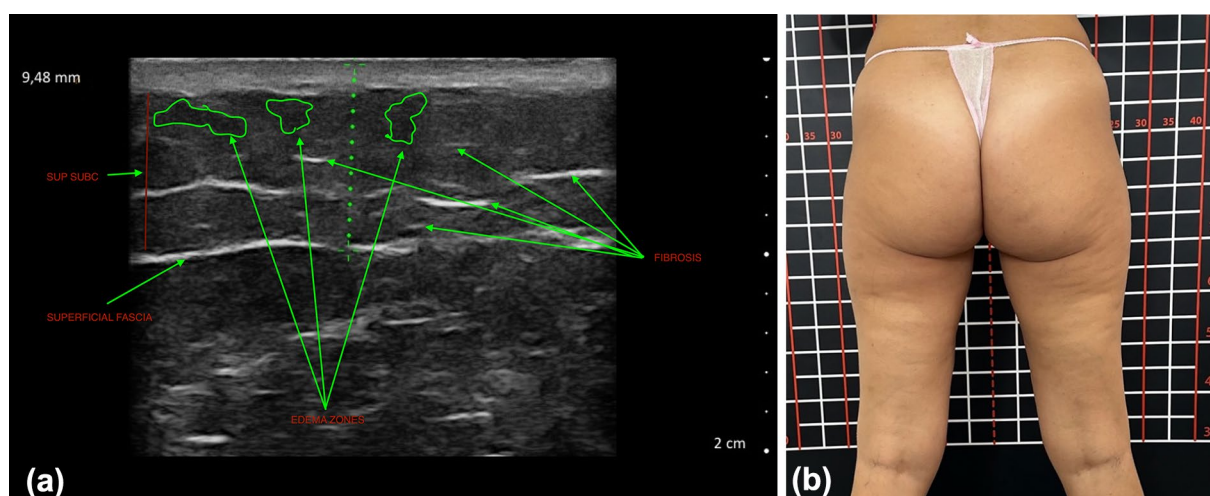 9,48 mm
SUP SUBC
FIBROSIS
SUPERFICIAL FASCIA
EDEMA ZONES
2 cm
(a)
35
30
25
30
35
40
(b)